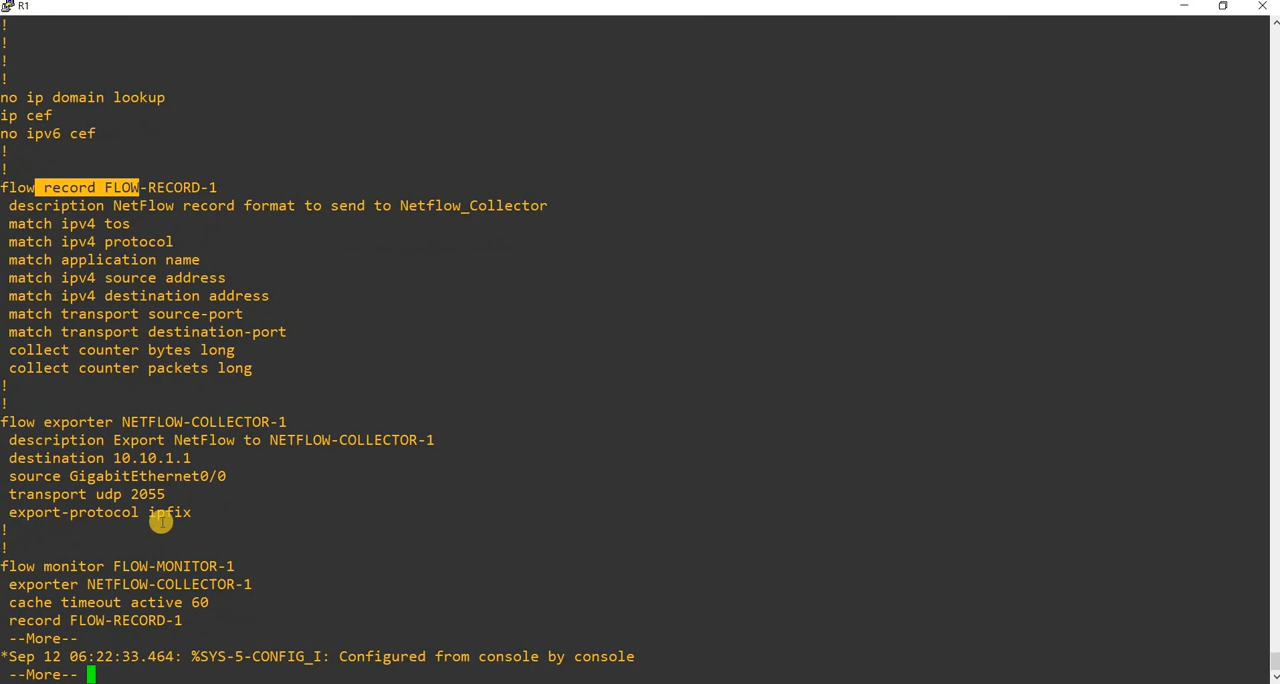 R1
!
!
!
!
no ip domain lookup
ip cef
no ipv6 cef
!
!
flow record FLOW-RECORD-1
 description NetFlow record format to send to Netflow_Collector
 match ipv4 tos
 match ipv4 protocol
 match application name
 match ipv4 source address
 match ipv4 destination address
 match transport source-port
 match transport destination-port
 collect counter bytes long
 collect counter packets long
!
!
flow exporter NETFLOW-COLLECTOR-1
 description Export NetFlow to NETFLOW-COLLECTOR-1
 destination 10.10.1.1
 source GigabitEthernet0/0
 transport udp 2055
 export-protocol ipfix
!
!
flow monitor FLOW-MONITOR-1
 exporter NETFLOW-COLLECTOR-1
 cache timeout active 60
 record FLOW-RECORD-1
 --More--
*Sep 12 06:22:33.464: %SYS-5-CONFIG_I: Configured from console by console
 --More--